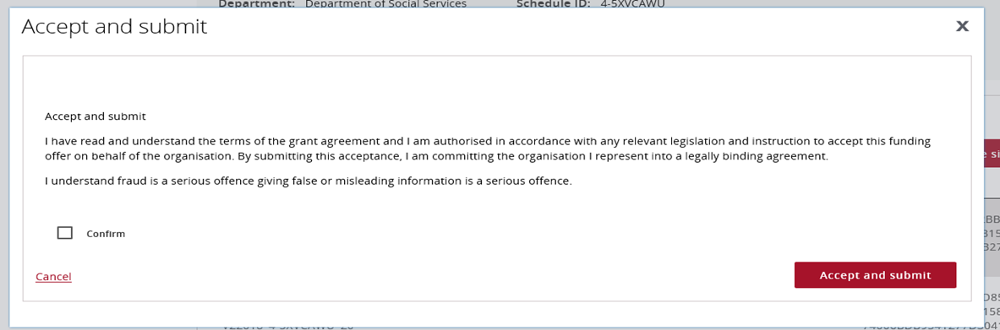 Department: Department of Social Services Schedule ID: 4-5XVCAWU
Accept and submit X
Accept and submit
I have read and understand the terms of the grant agreement and I am authorised in accordance with any relevant legislation and instruction to accept this funding
offer on behalf of the organisation. By submitting this acceptance, I am committing the organisation I represent into a legally binding agreement.
I understand fraud is a serious offence giving false or misleading information is a serious offence.
Confirm
Cancel Accept and submit